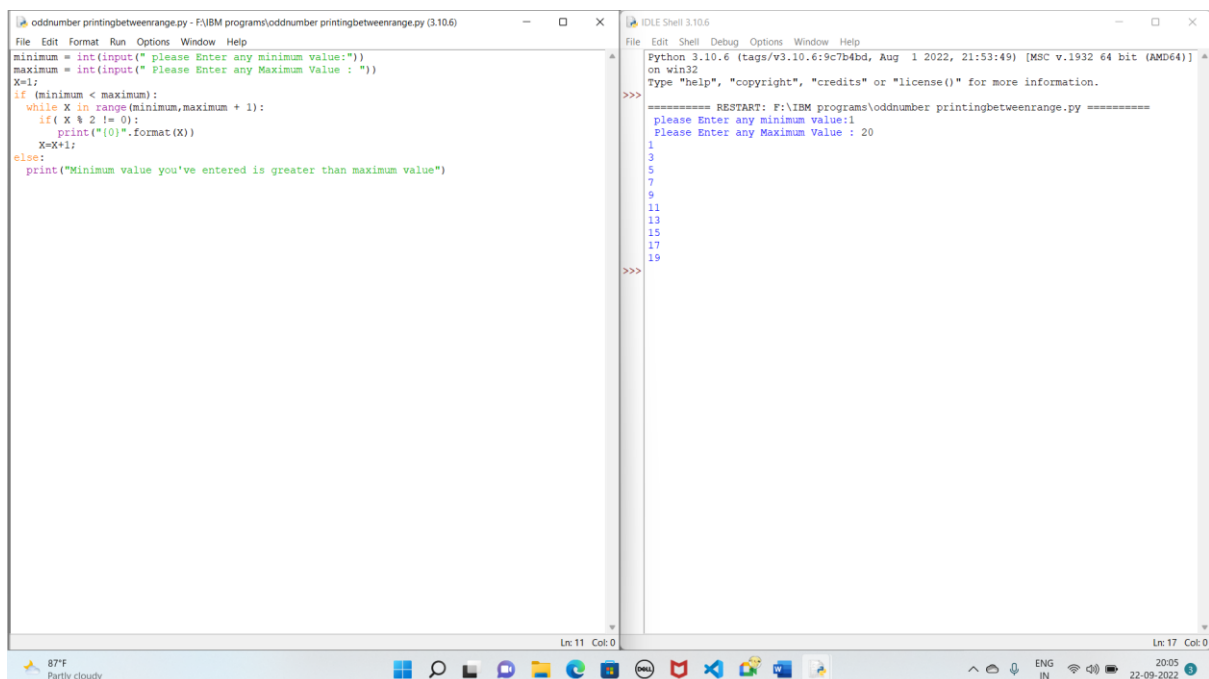 oddnumber printingbetweenrange.py - F:\IBM programs\oddnumber printingbetweenrange.py (3.10.6)
File Edit Format Run Options Window Help
minimum = int(input(" please Enter any minimum value:"))
maximum = int(input(" Please Enter any Maximum Value : "))
X=1;
if (minimum < maximum):
  while X in range(minimum,maximum + 1):
    if( X % 2 != 0):
       print("{0}".format(X))
    X=X+1;
else:
  print("Minimum value you've entered is greater than maximum value")
Ln: 11 Col: 0
IDLE Shell 3.10.6
File Edit Shell Debug Options Window Help
Python 3.10.6 (tags/v3.10.6:9c7b4bd, Aug  1 2022, 21:53:49) [MSC v.1932 64 bit (AMD64)]
on win32
Type "help", "copyright", "credits" or "license()" for more information.
>>>
========== RESTART: F:\IBM programs\oddnumber printingbetweenrange.py ==========
 please Enter any minimum value:1
 Please Enter any Maximum Value : 20
1
3
5
7
9
11
13
15
17
19
>>>
Ln: 17 Col: 0
87°F
Partly cloudy
DELL
ENG
IN
20:05
22-09-2022
3